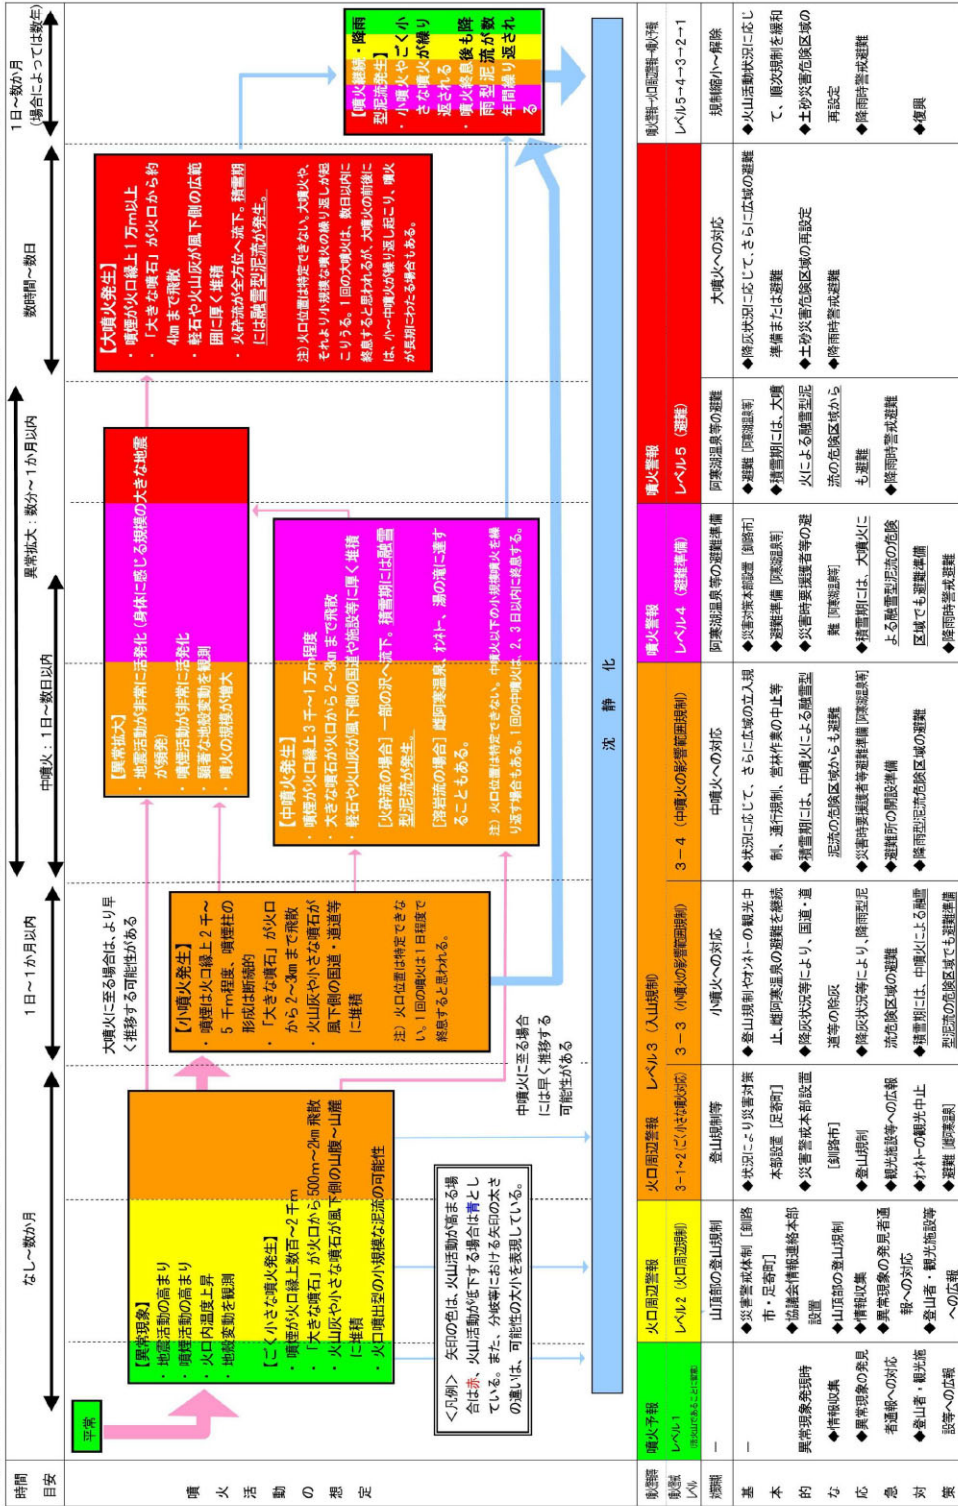 時間
目安
なし~数か月
1日~1か月以内
中噴火:1日~数日以内
異常拡大:数分~1か月以内
数時間~数日
1日~数か月
(場合によっては数年)
噴火活動の想定
平常
【異常現象】
・地震活動の高まり
・噴煙活動の高まり
・火口内温度上昇
・地殻変動を観測
【ごく小さな噴火発生】
・噴煙が火口縁上数百~2千m
・「大きな噴石」が火口から500m~2km飛散
・火山灰や小さな噴石が風下側の山腹~山麓
に堆積
・火口噴出型の小規模な泥流の可能性
<凡例> 矢印の色は、火山活動が高まる場
合は赤、火山活動が低下する場合は青とし
ている。また、分岐等における矢印の太さ
の違いは、可能性の大小を表現している。
大噴火に至る場合は、より早
く推移する可能性がある
【小噴火発生】
・噴煙は火口縁上2千~
5千m程度、噴煙柱の
形成は断続的
・「大きな噴石」が火口
から2~3kmまで飛散
・火山灰や小さな噴石が
風下側の国道・道道等
に堆積
注)火口位置は特定できな
い。1回の噴火は1日程度で
終息すると思われる。
中噴火に至る場合
には早く推移する
可能性がある
【異常拡大】
・地震活動が非常に活発化(身体に感じる規模の大きな地震
が頻発)
・噴煙活動が非常に活発化
・顕著な地殻変動を観測
・噴火の規模が増大
【中噴火発生】
・噴煙が火口縁上3千~1万m程度
・大きな噴石が火口から2~3kmまで飛散
・軽石や火山灰が風下側の国道や施設等に厚く堆積
[火砕流の場合] 一部の沢へ流下。積雪期には融雪
型泥流が発生。
[溶岩流の場合] 雌阿寒温泉、オンネトー、湯の滝に達す
ることもある。
注)火口位置は特定できない。中噴火以下の小規模噴火を繰
り返す場合もある。1回の中噴火は、2、3日以内に終息する。
【大噴火発生】
・噴煙が火口縁上1万m以上
・「大きな噴石」が火口から約
4kmまで飛散
・軽石や火山灰が風下側の広範
囲に厚く堆積
・火砕流が全方位へ流下。積雪期
には融雪型泥流が発生。
注)火口位置は特定できない。大噴火や、
それより小規模な噴火の繰り返しが起
こりうる。1回の大噴火は、数日以内に
終息すると思われるが、大噴火の前後に
は、小~中噴火が繰り返し起こり、噴火
が長期にわたる場合もある。
【噴火継続・降雨
型泥流発生】
・小噴火やごく小
さな噴火が繰り
返される
・噴火終息後も降
雨型泥流が数
年間繰り返され
る
沈静化
噴火予報
火口周辺警報
火口周辺警報
噴火警報
噴火警報
噴火警報→火口周辺警報→噴火予報
レベル1
レベル2(火口周辺規制)
レベル3(入山規制)
3-1~2(ごく小さな噴火対応)
3-3(小噴火の影響範囲規制)
3-4(中噴火の影響範囲規制)
レベル4(避難準備)
レベル5(避難)
レベル5→4→3→2→1
―
山頂部の登山規制
登山規制等
小噴火への対応
中噴火への対応
阿寒湖温泉等の避難準備
阿寒湖温泉等の避難
大噴火への対応
規制縮小~解除
基本的な応急対策
―
異常現象発現時
◆情報収集
◆異常現象の発見
者通報への対応
◆登山者・観光施
設等への広報
◆災害警戒体制[釧路
市・足寄町]
◆協議会情報連絡本部
設置
◆山頂部の登山規制
◆情報収集
◆異常現象の発見者通
報への対応
◆登山者・観光施設等
への広報
◆状況により災害対策
本部設置[足寄町]
◆災害警戒本部設置
[釧路市]
◆登山規制
◆観光施設等への広報
◆オンネトーの観光中止
◆避難[雌阿寒温泉]
◆登山規制やオンネトーの観光中
止、雌阿寒温泉の避難を継続
◆降灰状況等により、国道・道
道等の除灰
◆降灰状況等により、降雨型泥
流危険区域の避難
◆積雪期には、中噴火による融雪
型泥流の危険区域でも避難準備
◆状況に応じて、さらに広域の立入規
制、通行規制、営林作業の中止等
◆積雪期には、中噴火による融雪型
泥流の危険区域からも避難
◆災害時要援護者等避難準備[阿寒湖温泉等]
◆避難所の開設準備
◆降雨型泥流危険区域の避難
◆災害対策本部設置[釧路市]
◆避難準備[阿寒湖温泉等]
◆災害時要援護者等の避
難[阿寒湖温泉等]
◆積雪期には、大噴火に
よる融雪型泥流の危険
区域でも避難準備
◆降雨時警戒避難
◆避難[阿寒湖温泉等]
◆積雪期には、大噴
火による融雪型泥
流の危険区域から
も避難
◆降雨時警戒避難
◆降灰状況に応じて、さらに広域の避難
準備または避難
◆土砂災害危険区域の再設定
◆降雨時警戒避難
◆火山活動状況に応じ
て、順次規制を緩和
◆土砂災害危険区域の
再設定
◆降雨時警戒避難
◆復興